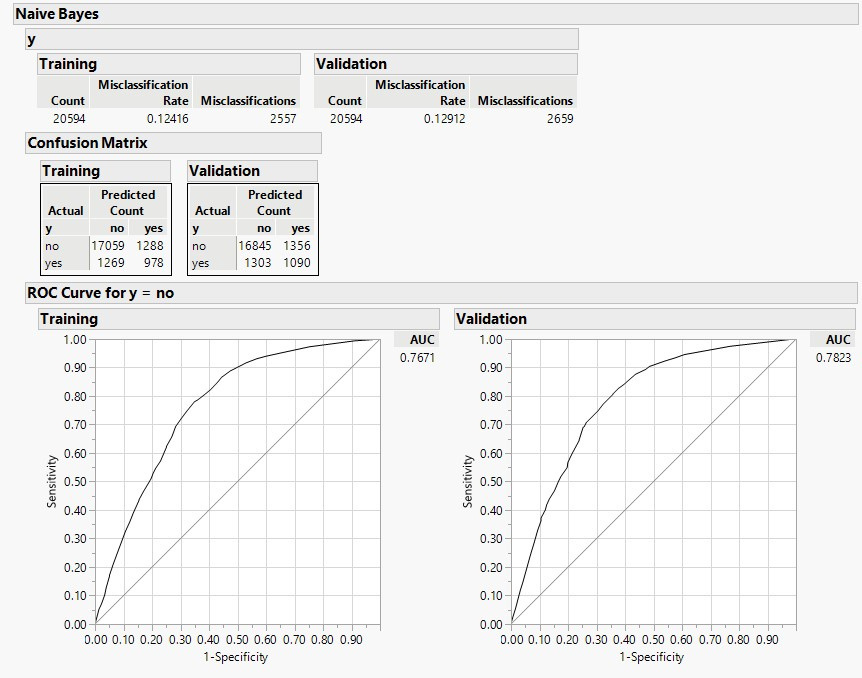 Naive Bayes
y
Training
Count Misclassification Rate Misclassifications
20594 0.12416 2557
Validation
Count Misclassification Rate Misclassifications
20594 0.12912 2659
Confusion Matrix
Training
Actual Predicted Count
y no yes
no 17059 1288
yes 1269 978
Validation
Actual Predicted Count
y no yes
no 16845 1356
yes 1303 1090
ROC Curve for y = no
Training
AUC
0.7671
Sensitivity
1.00
0.90
0.80
0.70
0.60
0.50
0.40
0.30
0.20
0.10
0.00
0.00 0.10 0.20 0.30 0.40 0.50 0.60 0.70 0.80 0.90
1-Specificity
Validation
AUC
0.7823
Sensitivity
1.00
0.90
0.80
0.70
0.60
0.50
0.40
0.30
0.20
0.10
0.00
0.00 0.10 0.20 0.30 0.40 0.50 0.60 0.70 0.80 0.90
1-Specificity